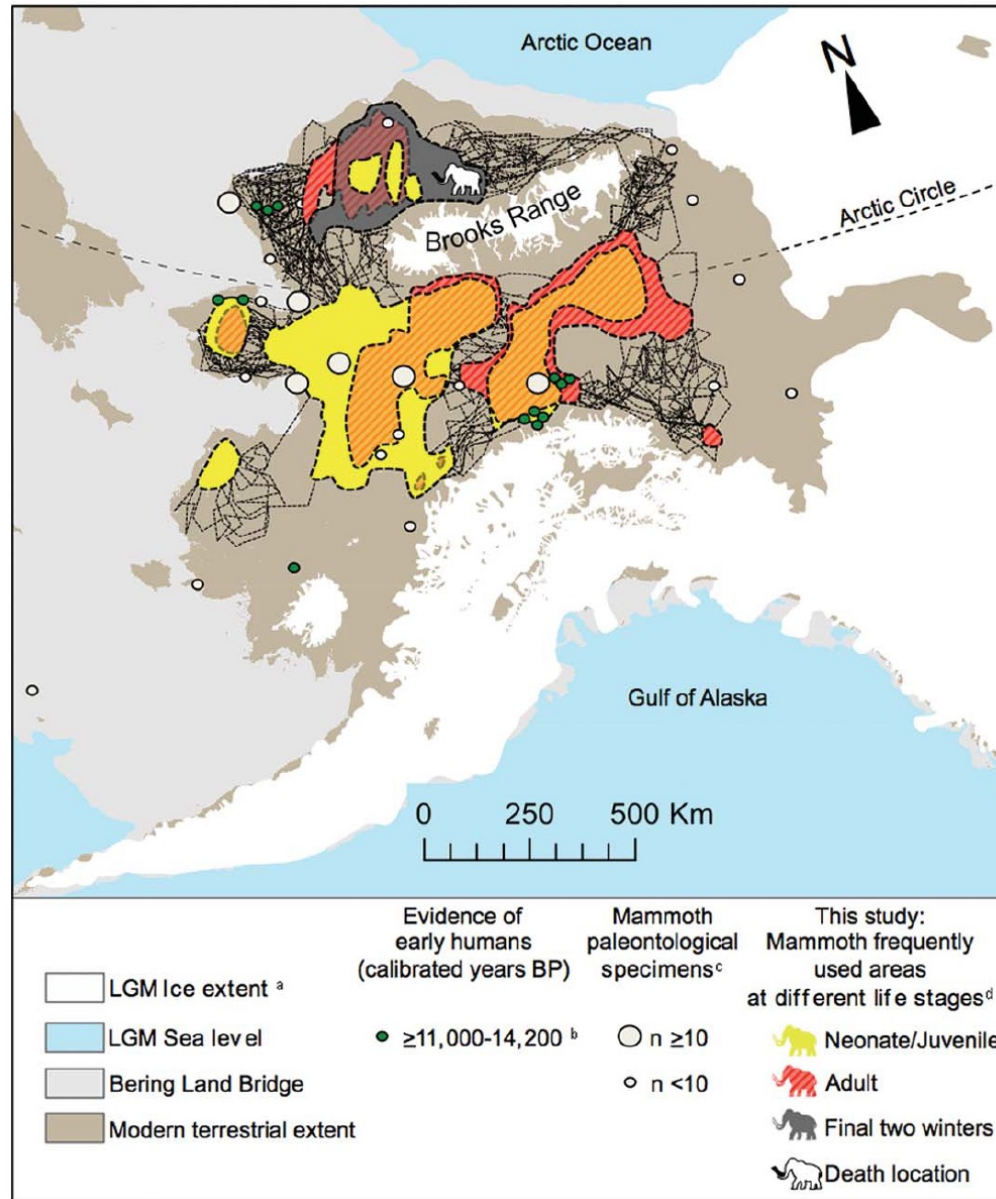 Arctic Ocean
N
Brooks Range
Arctic Circle
Gulf of Alaska
0 250 500 Km
LGM Ice extent a
LGM Sea level
Bering Land Bridge
Modern terrestrial extent
Evidence of
early humans
(calibrated years BP)
≥11,000-14,200 b
Mammoth
paleontological
specimens c
n ≥10
n <10
This study:
Mammoth frequently
used areas
at different life stages d
Neonate/Juvenile
Adult
Final two winters
Death location